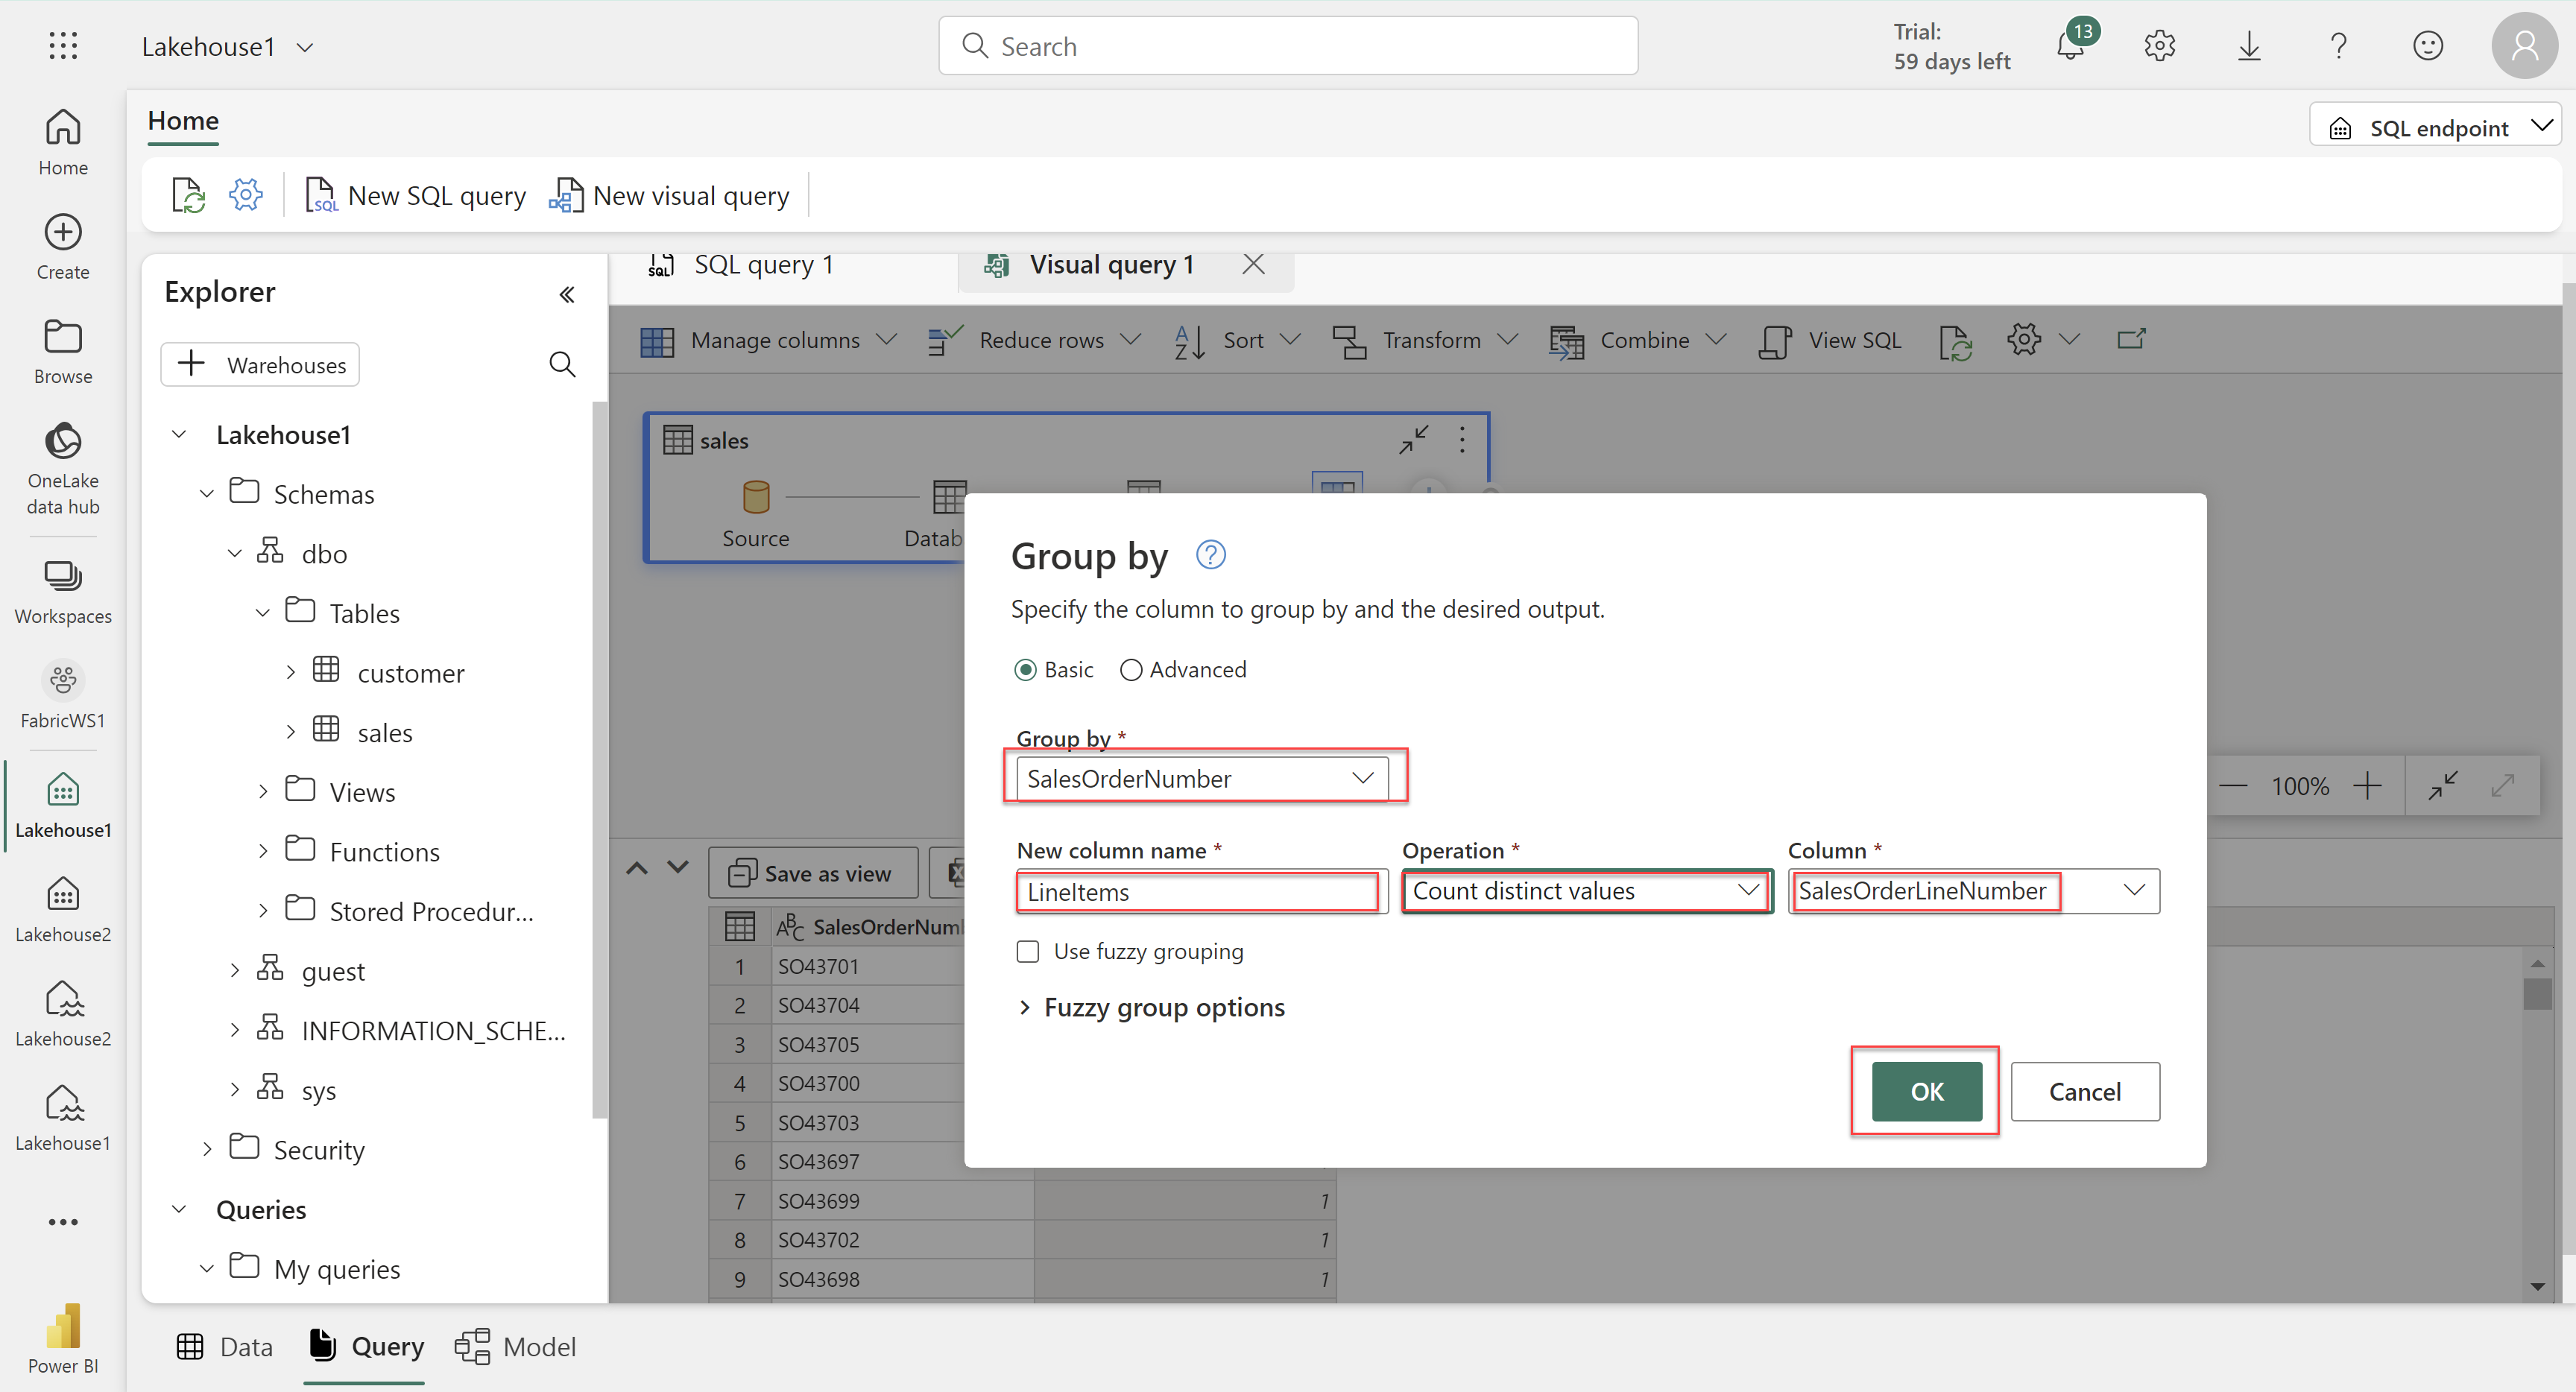 Lakehouse1
Search
Trial:
59 days left
13
Home
SQL endpoint
New SQL query
New visual query
Home
Create
Browse
OneLake
data hub
Workspaces
FabricWS1
Lakehouse1
Lakehouse2
Lakehouse2
Lakehouse1
Power BI
Explorer
Warehouses
Lakehouse1
Schemas
dbo
Tables
customer
sales
Views
Functions
Stored Procedur...
guest
INFORMATION_SCHE...
sys
Security
Queries
My queries
SQL query 1
Visual query 1
Manage columns
Reduce rows
Sort
Transform
Combine
View SQL
sales
Source
Datab
100%
Group by
Specify the column to group by and the desired output.
Basic
Advanced
Group by *
SalesOrderNumber
New column name *
Operation *
Column *
LineItems
Count distinct values
SalesOrderLineNumber
Use fuzzy grouping
Fuzzy group options
OK
Cancel
Save as view
SalesOrderNum
1 SO43701
2 SO43704
3 SO43705
4 SO43700
5 SO43703
6 SO43697
7 SO43699 1
8 SO43702 1
9 SO43698 1
Data
Query
Model